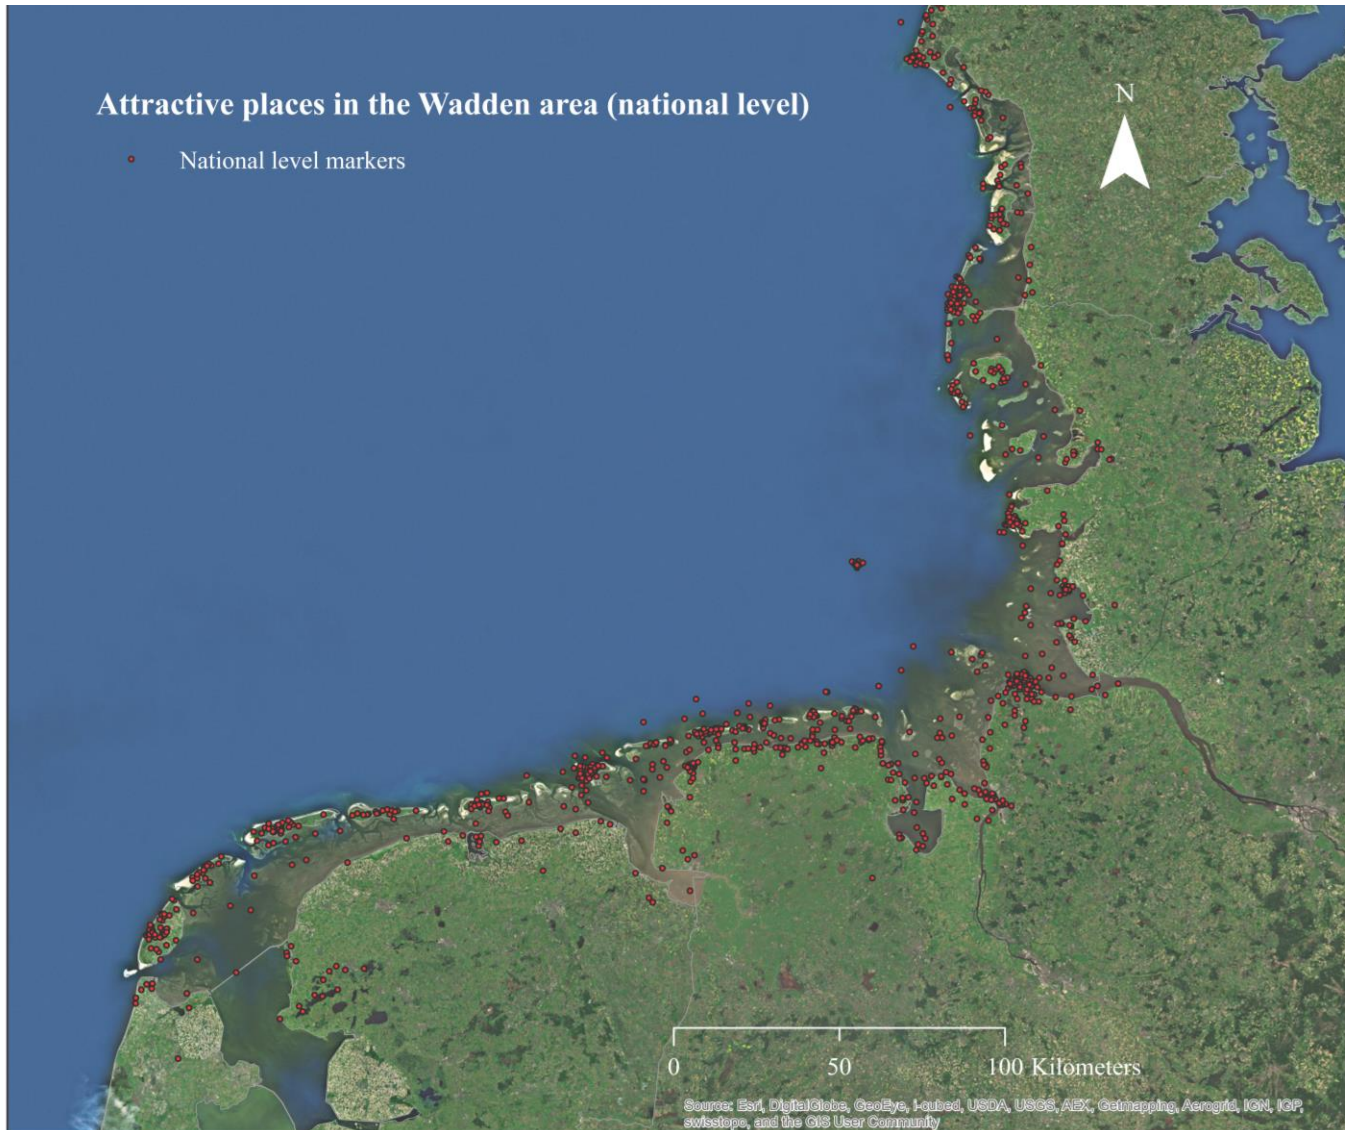 Attractive places in the Wadden area (national level)
National level markers
N
0 50 100 Kilometers
Source: Esri, DigitalGlobe, GeoEye, i-cubed, USDA, USGS, AEX, Getmapping, Aerogrid, IGN, IGP,
swisstopo, and the GIS User Community